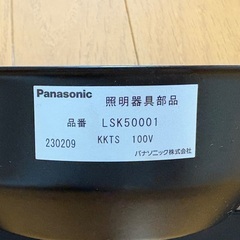 Panasonic 照明器具部品
品番 LSK50001
230209 KKTS 100V
パナソニック株式会社